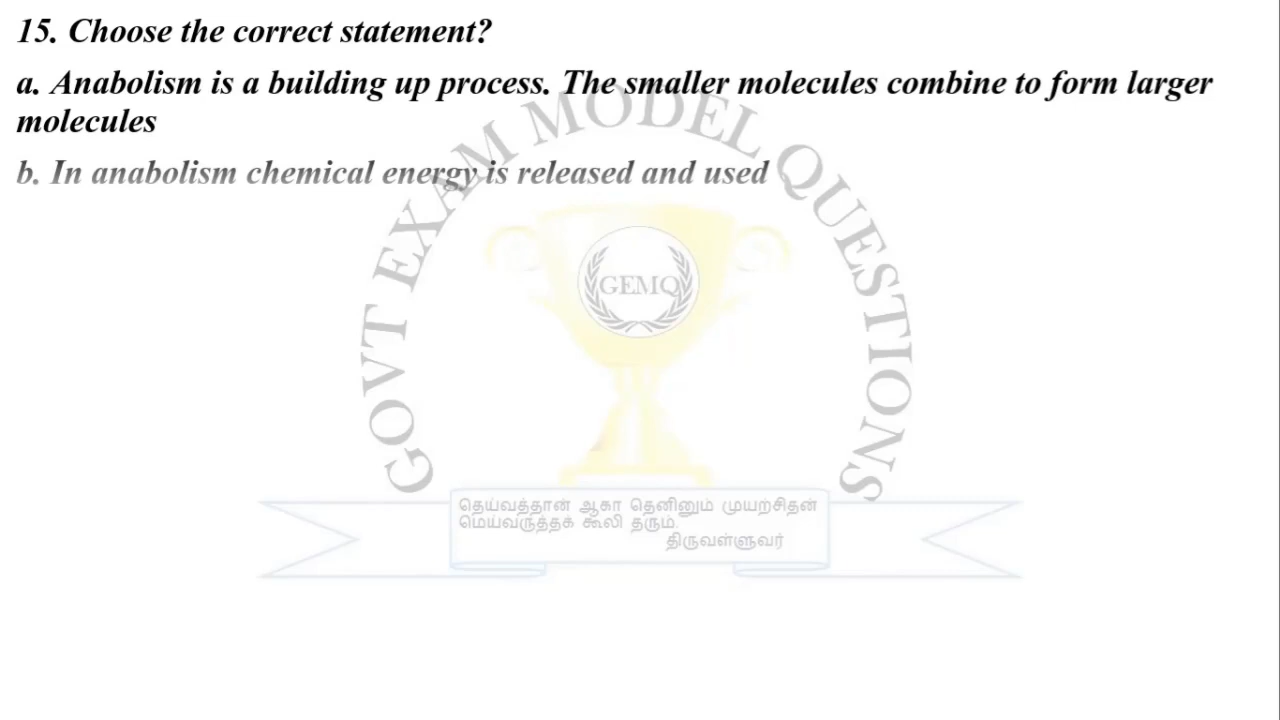 15. Choose the correct statement?
a. Anabolism is a building up process. The smaller molecules combine to form larger
molecules
b. In anabolism chemical energy is released and used
GOVT EXAM MODEL QUESTIONS
GEMQ
தெய்வத்தான் ஆகா தெனினும் முயற்சிதன்
மெய்வருத்தக் கூலி தரும்.
திருவள்ளுவர்